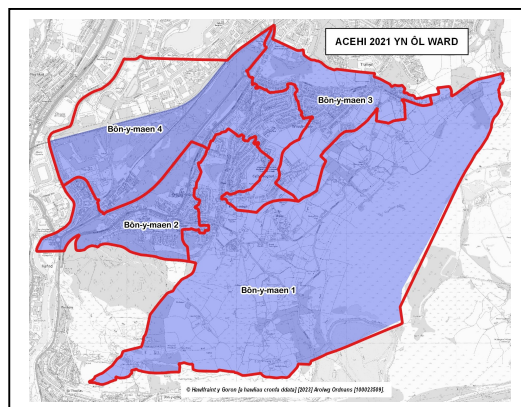 ACEHI 2021 YN ÔL WARD
Bôn-y-maen 3
Bôn-y-maen 4
Bôn-y-maen 2
Bôn-y-maen 1
© Hawlfraint y Goron [a hawliau cronfa ddata] [2023] Arolwg Ordnans [100023509].